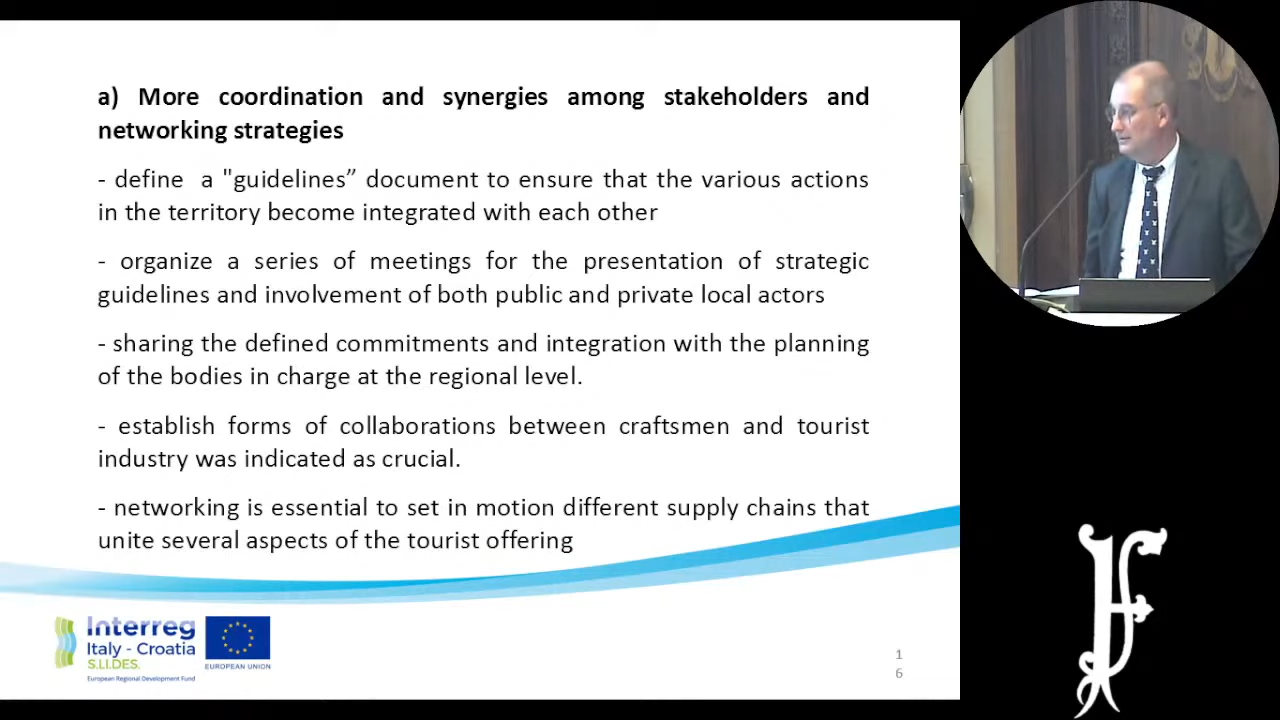 a) More coordination and synergies among stakeholders and
networking strategies
- define a "guidelines” document to ensure that the various actions
in the territory become integrated with each other
- organize a series of meetings for the presentation of strategic
guidelines and involvement of both public and private local actors
- sharing the defined commitments and integration with the planning
of the bodies in charge at the regional level.
- establish forms of collaborations between craftsmen and tourist
industry was indicated as crucial.
- networking is essential to set in motion different supply chains that
unite several aspects of the tourist offering
Interreg
Italy - Croatia
S.LI.DES.
European Regional Development Fund
EUROPEAN UNION
1
6